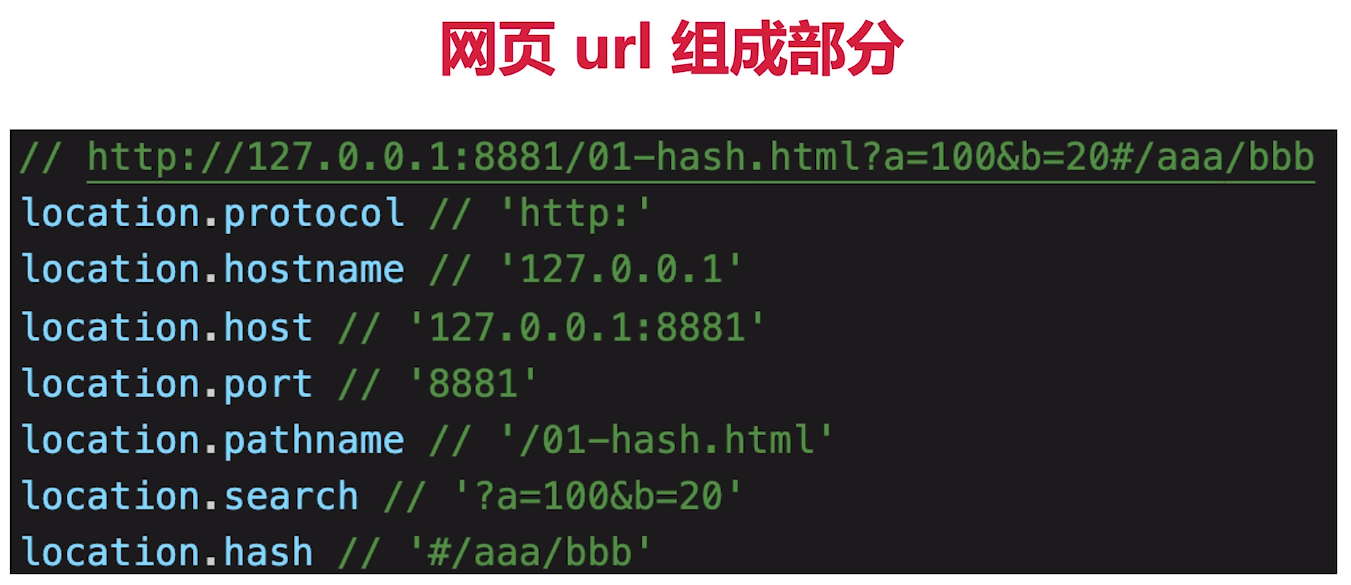 网页 url 组成部分
// http://127.0.0.1:8881/01-hash.html?a=100&b=20#/aaa/bbb
location.protocol // 'http:'
location.hostname // '127.0.0.1'
location.host // '127.0.0.1:8881'
location.port // '8881'
location.pathname // '/01-hash.html'
location.search // '?a=100&b=20'
location.hash // '#/aaa/bbb'